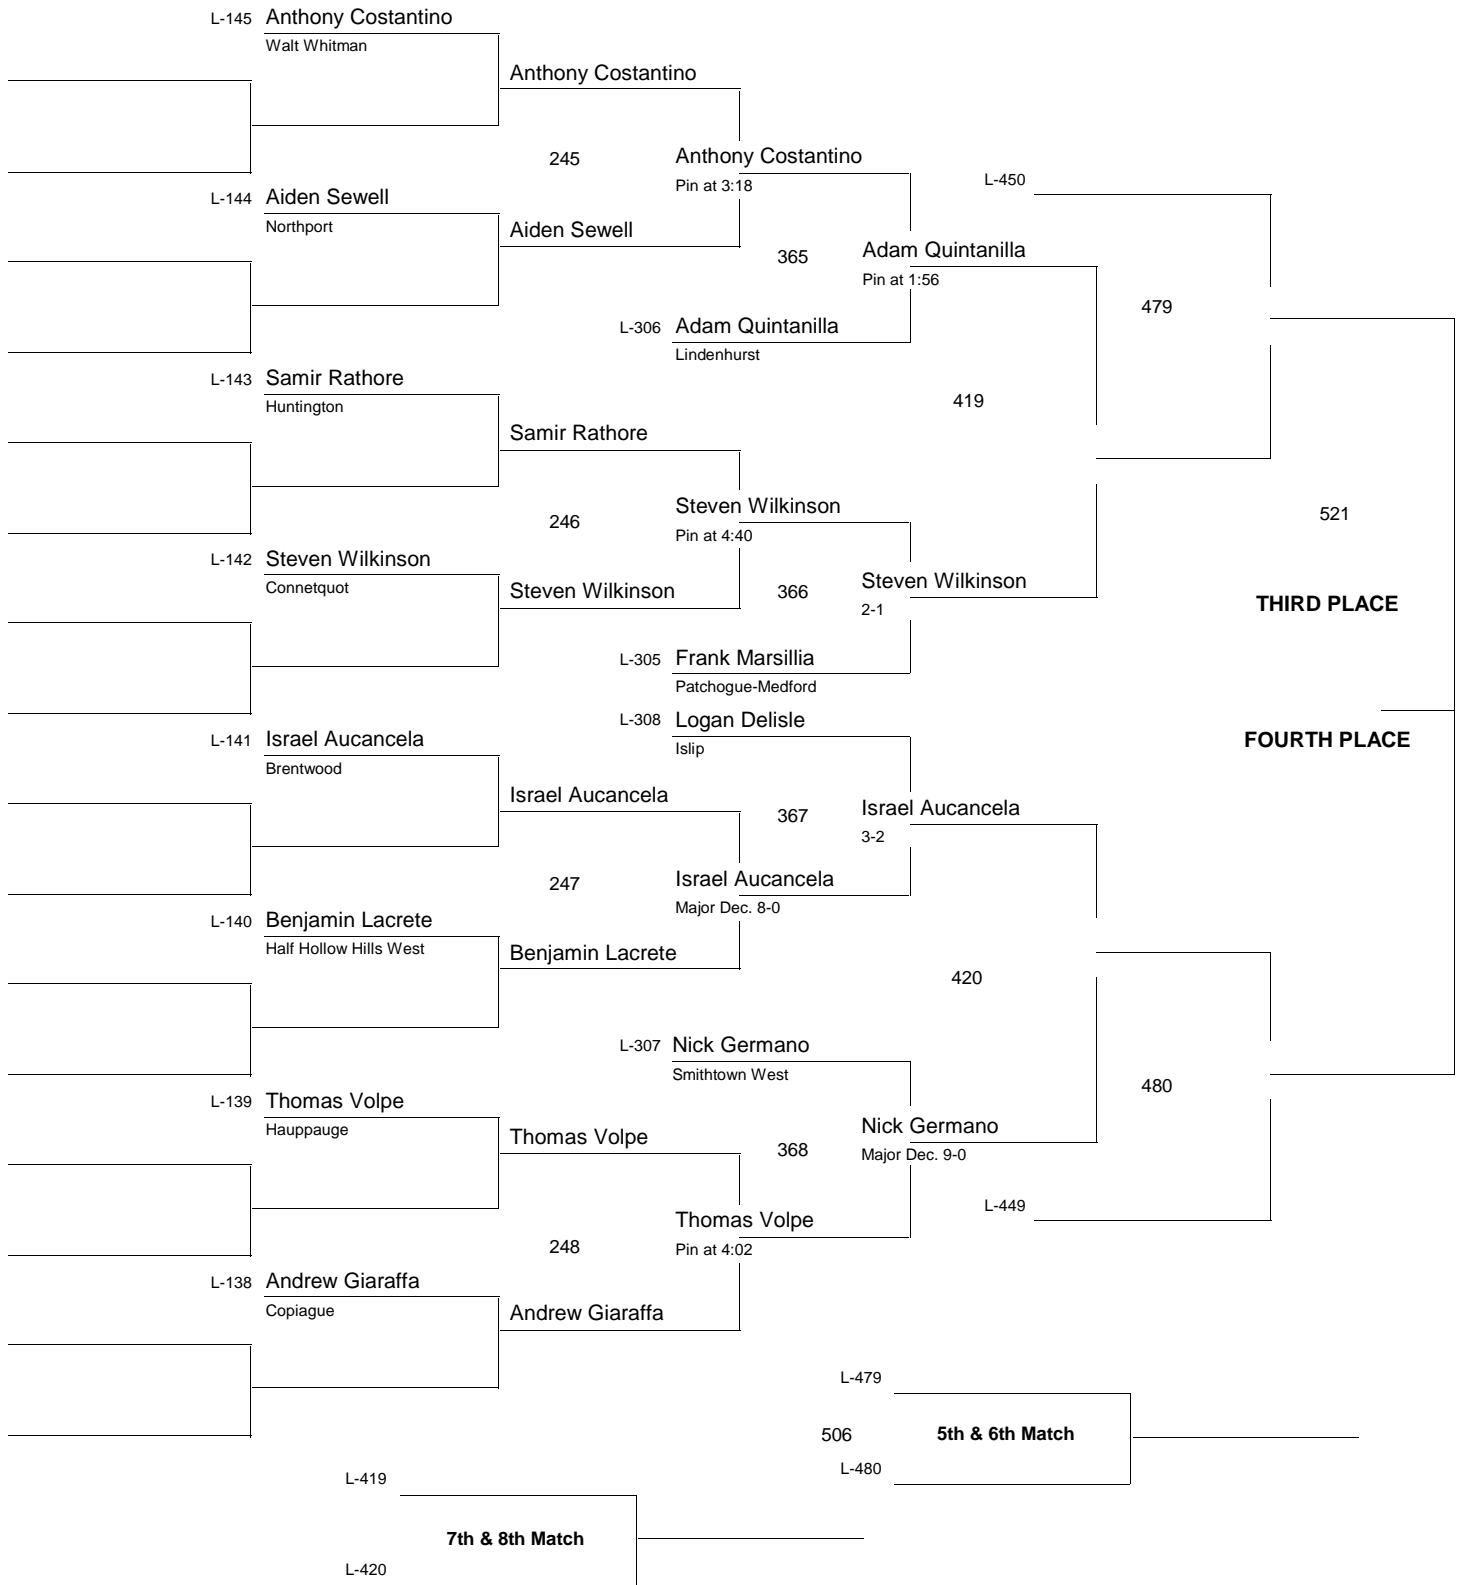 L-145 Anthony Costantino
Walt Whitman
Anthony Costantino
245
Anthony Costantino
Pin at 3:18
L-450
L-144 Aiden Sewell
Northport
Aiden Sewell
365
Adam Quintanilla
Pin at 1:56
479
L-306 Adam Quintanilla
Lindenhurst
L-143 Samir Rathore
Huntington
419
Samir Rathore
Steven Wilkinson
Pin at 4:40
246
521
L-142 Steven Wilkinson
Connetquot
Steven Wilkinson
366
Steven Wilkinson
2-1
THIRD PLACE
L-305 Frank Marsillia
Patchogue-Medford
L-308 Logan Delisle
Islip
L-141 Israel Aucancela
Brentwood
FOURTH PLACE
Israel Aucancela
367
Israel Aucancela
3-2
247
Israel Aucancela
Major Dec. 8-0
L-140 Benjamin Lacrete
Half Hollow Hills West
Benjamin Lacrete
420
L-307 Nick Germano
Smithtown West
480
L-139 Thomas Volpe
Hauppauge
Thomas Volpe
368
Nick Germano
Major Dec. 9-0
L-449
Thomas Volpe
Pin at 4:02
248
L-138 Andrew Giaraffa
Copiague
Andrew Giaraffa
L-479
506
5th & 6th Match
L-480
L-419
7th & 8th Match
L-420